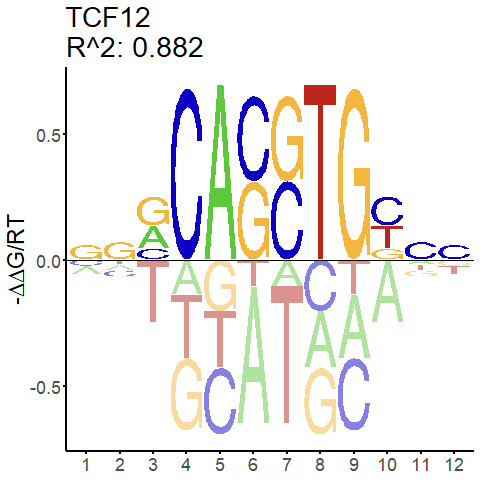 TCF12
R^2: 0.882
-ΔΔG/RT
0.5
0.0
-0.5
G G G C A C G T G C C C
A G C T
C C G
C A T A G T A C T A T G
A C T T A T A A A C T
G C G C
1 2 3 4 5 6 7 8 9 10 11 12